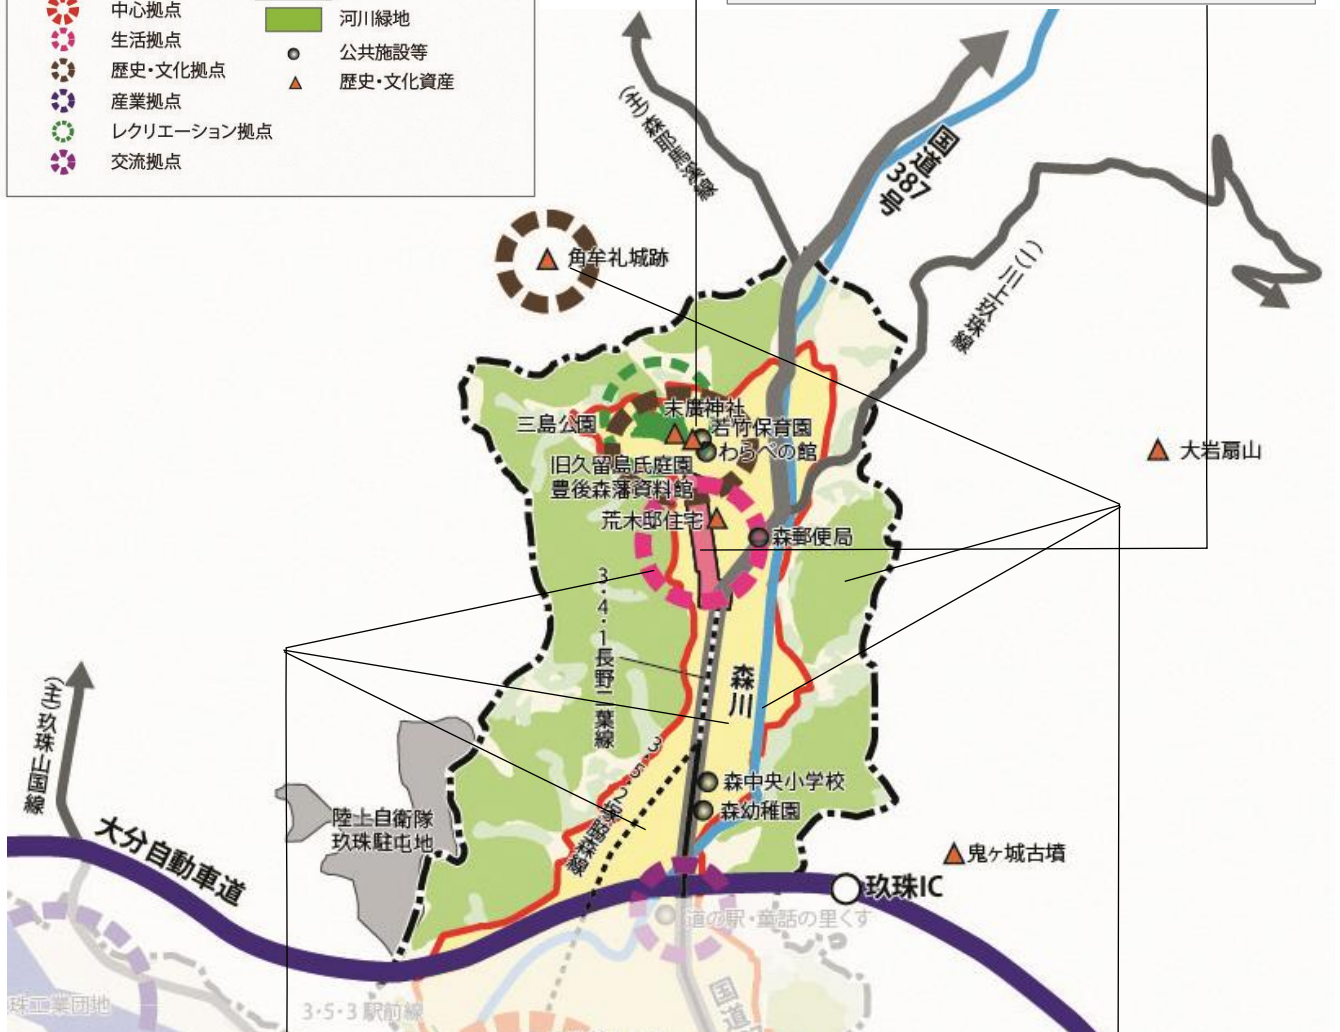 中心拠点
生活拠点
歴史・文化拠点
産業拠点
レクリエーション拠点
交流拠点
河川緑地
公共施設等
歴史・文化資産
(主)森耶馬溪線
国道387号
角牟礼城跡
(一)川上玖珠線
末廣神社
三島公園
若竹保育園
わらべの館
旧久留島氏庭園
豊後森藩資料館
大岩扇山
荒木邸住宅
森郵便局
3・4・1長野二葉線
森川
(主)玖珠山国線
3・5・2塚脇森線
森中央小学校
森幼稚園
陸上自衛隊
玖珠駐屯地
大分自動車道
鬼ヶ城古墳
玖珠IC
道の駅・童話の里くす
珠工業団地
3・5・3駅前線
国道